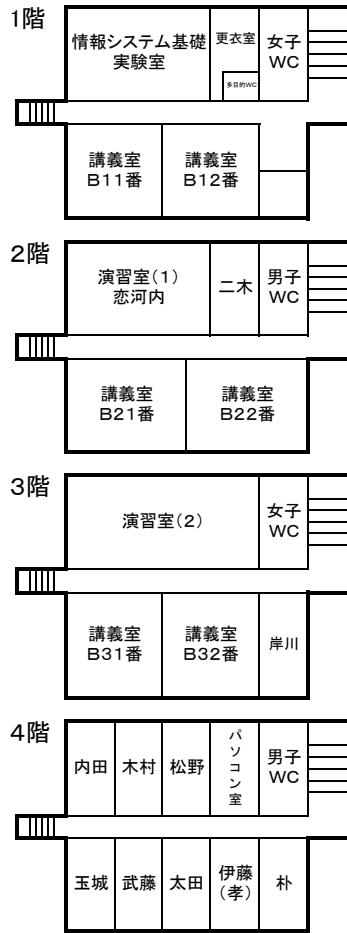 1階
情報システム基礎
実験室
更衣室
多目的WC
女子
WC
講義室
B11番
講義室
B12番
2階
演習室(1)
恋河内
二木
男子
WC
講義室
B21番
講義室
B22番
3階
演習室(2)
女子
WC
講義室
B31番
講義室
B32番
岸川
4階
内田
木村
松野
パソコン室
男子
WC
玉城
武藤
太田
伊藤
(孝)
朴